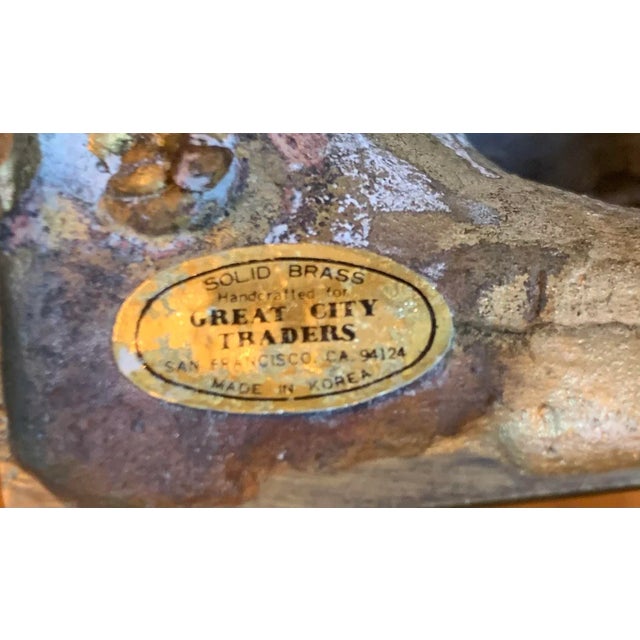 SOLID BRASS
Handcrafted for
GREAT CITY
TRADERS
SAN FRANCISCO, CA. 94124
MADE IN KOREA